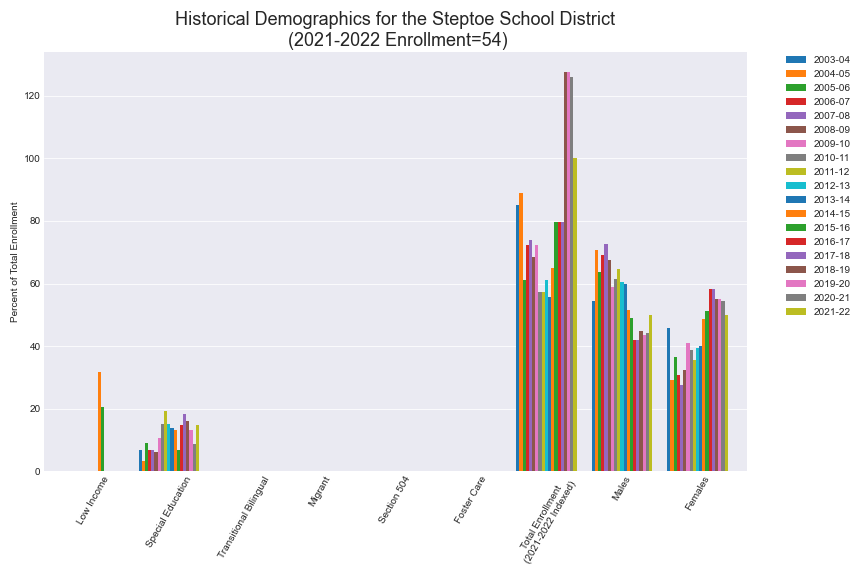 Historical Demographics for the Steptoe School District
(2021-2022 Enrollment=54)
Percent of Total Enrollment
120
100
80
60
40
20
0
Low Income
Special Education
Transitional Bilingual
Migrant
Section 504
Foster Care
Total Enrollment
(2021-2022 Indexed)
Males
Females
2003-04
2004-05
2005-06
2006-07
2007-08
2008-09
2009-10
2010-11
2011-12
2012-13
2013-14
2014-15
2015-16
2016-17
2017-18
2018-19
2019-20
2020-21
2021-22